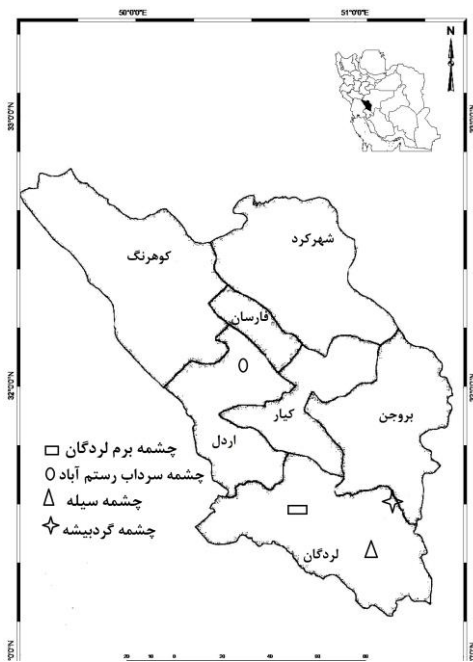 50°0'0"E 51°0'0"E
N
33°0'0"N
شهرکرد
کوهرنگ
فارسان
32°0'0"N
بروجن
کیار
اردل
چشمه برم لردگان
چشمه سرداب رستم آباد
چشمه سیله
چشمه گردبیشه
لردگان